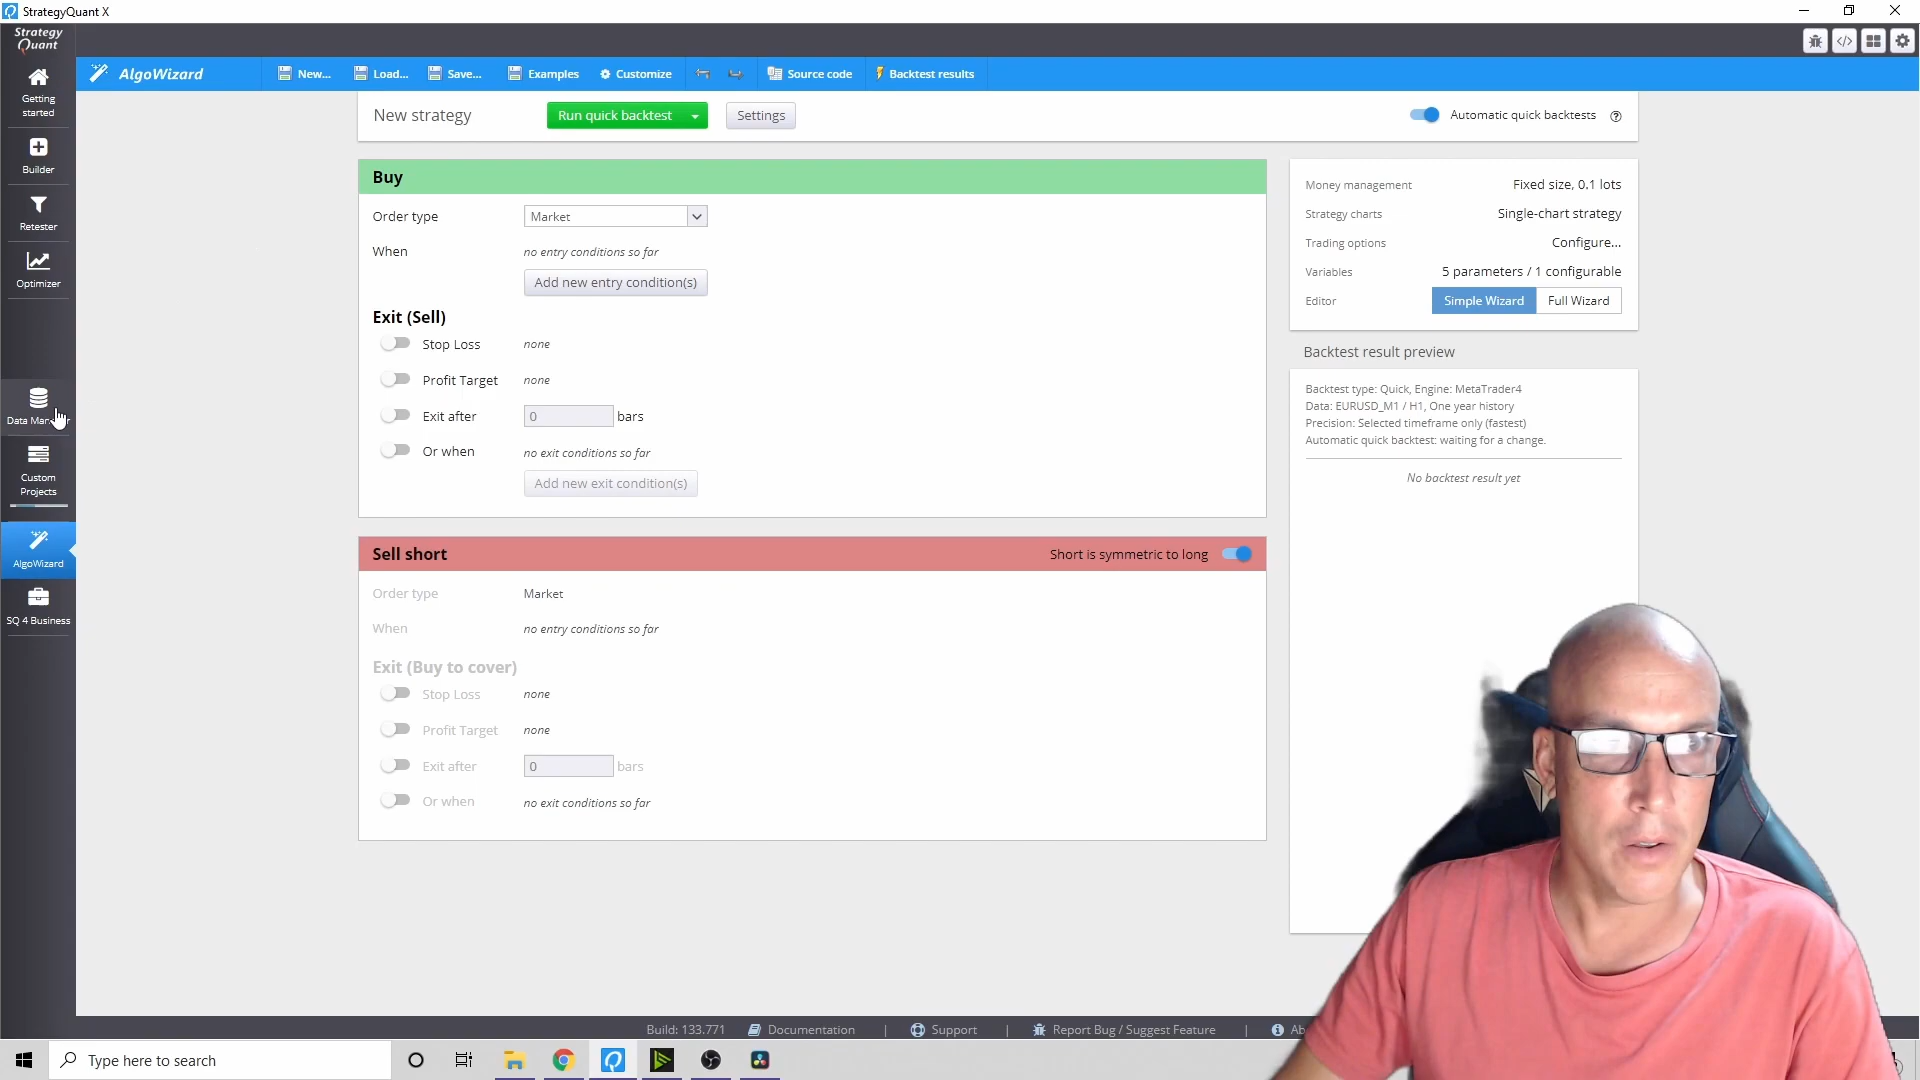 StrategyQuant X
Strategy
Quant
AlgoWizard
New...
Load...
Save...
Examples
Customize
Source code
Backtest results
Getting
started
Builder
Retester
Optimizer
Custom
Projects
AlgoWizard
SQ 4 Business
New strategy
Run quick backtest
Settings
Automatic quick backtests
Buy
Order type
Market
When
no entry conditions so far
Add new entry condition(s)
Exit (Sell)
Stop Loss
none
Profit Target
none
Exit after
0
bars
Or when
no exit conditions so far
Add new exit condition(s)
Sell short
Short is symmetric to long
Order type
Market
When
no entry conditions so far
Exit (Buy to cover)
Stop Loss
none
Profit Target
none
Exit after
0
bars
Or when
no exit conditions so far
Money management
Fixed size, 0.1 lots
Strategy charts
Single-chart strategy
Trading options
Configure...
Variables
5 parameters / 1 configurable
Editor
Simple Wizard
Full Wizard
Backtest result preview
Backtest type: Quick, Engine: MetaTrader4
Data: EURUSD_M1 / H1, One year history
Precision: Selected timeframe only (fastest)
Automatic quick backtest: waiting for a change.
No backtest result yet
Build: 133.771
Documentation
|
Support
|
Report Bug / Suggest Feature
|
Type here to search